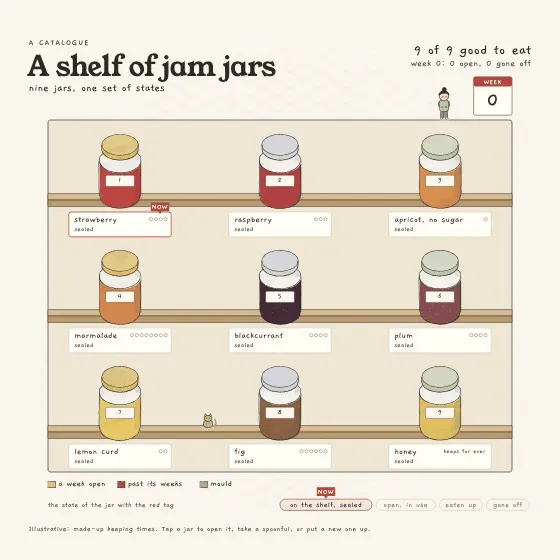 A CATALOGUE
A shelf of jam jars
nine jars, one set of states
9 of 9 good to eat
week 0: 0 open, 0 gone off
WEEK
0
1
2
3
NOW
strawberry
sealed
raspberry
sealed
apricot, no sugar
sealed
4
5
6
marmalade
sealed
blackcurrant
sealed
plum
sealed
7
8
9
lemon curd
sealed
fig
sealed
honey
keeps for ever
sealed
a week open
past its weeks
mould
NOW
the state of the jar with the red tag
on the shelf, sealed
open, in use
eaten up
gone off
Illustrative: made-up keeping times. Tap a jar to open it, take a spoonful, or put a new one up.